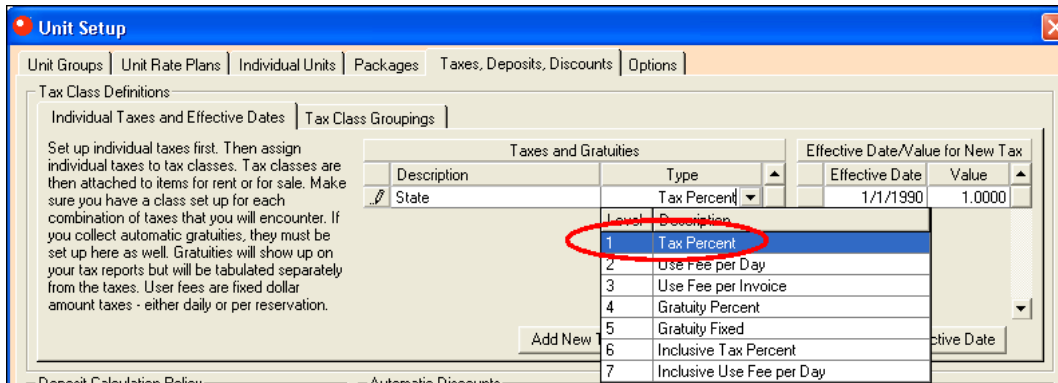 Unit Setup
Unit Groups Unit Rate Plans Individual Units Packages Taxes, Deposits, Discounts Options
Tax Class Definitions
Individual Taxes and Effective Dates Tax Class Groupings
Set up individual taxes first. Then assign
individual taxes to tax classes. Tax classes are
then attached to items for rent or for sale. Make
sure you have a class set up for each
combination of taxes that you will encounter. If
you collect automatic gratuities, they must be
set up here as well. Gratuities will show up on
your tax reports but will be tabulated separately
from the taxes. User fees are fixed dollar
amount taxes - either daily or per reservation.
Taxes and Gratuities
Description Type
State Tax Percent
Level Description
1 Tax Percent
2 Use Fee per Day
3 Use Fee per Invoice
4 Gratuity Percent
5 Gratuity Fixed
6 Inclusive Tax Percent
7 Inclusive Use Fee per Day
Effective Date/Value for New Tax
Effective Date Value
1/1/1990 1.0000
Add New
ctive Date
Deposit Calculation Policy
Automatic Discounts